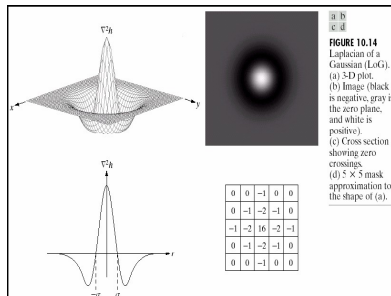 ∇²h
x
y
a b
c d
FIGURE 10.14
Laplacian of a
Gaussian (LoG).
(a) 3-D plot.
(b) Image (black
is negative, gray is
the zero plane,
and white is
positive).
(c) Cross section
showing zero
crossings.
(d) 5 × 5 mask
approximation to
the shape of (a).
∇²h
0 0 −1 0 0
0 −1 −2 −1 0
−1 −2 16 −2 −1
0 −1 −2 −1 0
0 0 −1 0 0